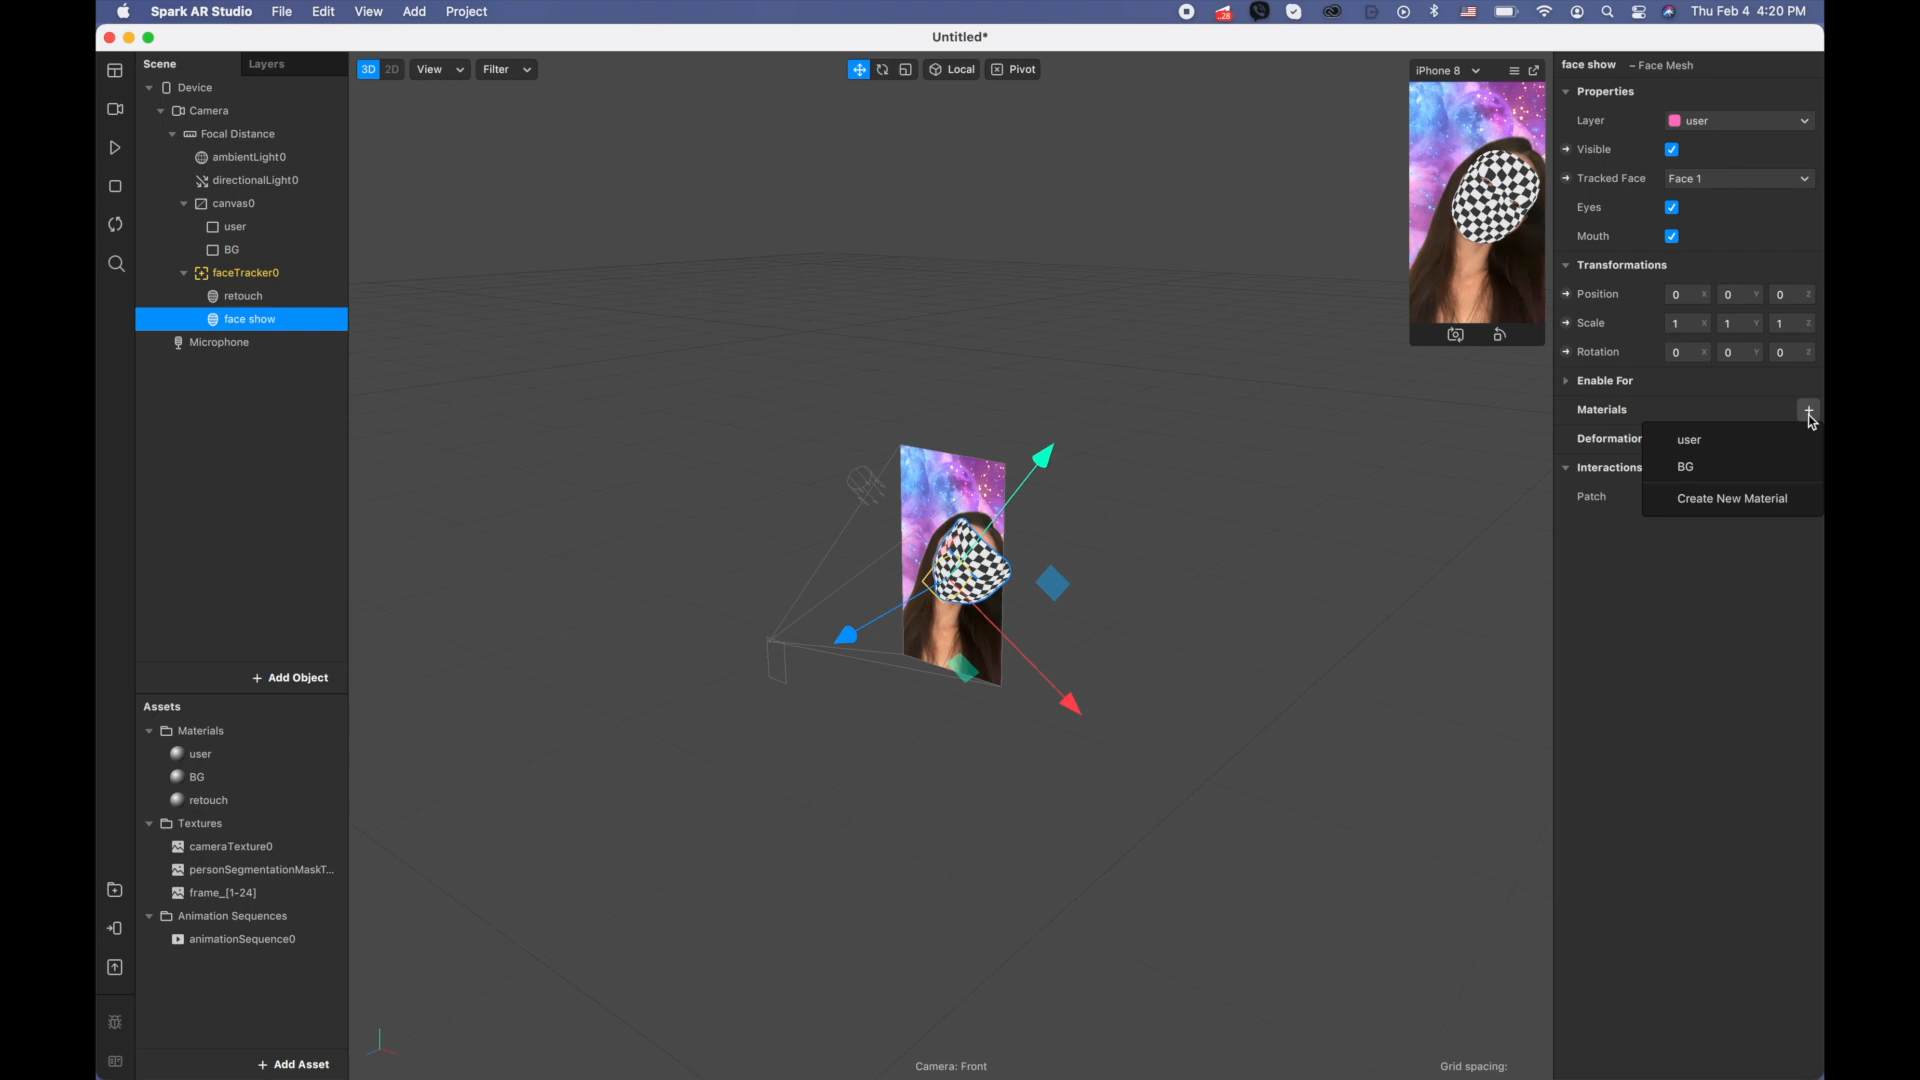 Spark AR Studio File Edit View Add Project
28
Thu Feb 4 4:20 PM
Untitled*
Scene Layers
Device
Camera
Focal Distance
ambientLight0
directionalLight0
canvas0
user
BG
faceTracker0
retouch
face show
Microphone
+ Add Object
Assets
Materials
user
BG
retouch
Textures
cameraTexture0
personSegmentationMaskT...
frame_[1-24]
Animation Sequences
animationSequence0
+ Add Asset
3D 2D View Filter
Local Pivot
iPhone 8
Camera: Front
Grid spacing:
face show – Face Mesh
Properties
Layer user
Visible
Tracked Face Face 1
Eyes
Mouth
Transformations
Position 0 X 0 Y 0 Z
Scale 1 X 1 Y 1 Z
Rotation 0 X 0 Y 0 Z
Enable For
Materials +
Deformation
Interactions
Patch
user
BG
Create New Material